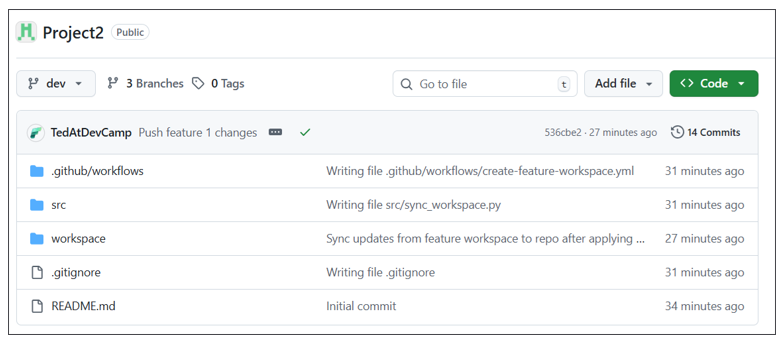 Project2 Public
dev 3 Branches 0 Tags Go to file t Add file Code
TedAtDevCamp Push feature 1 changes 536cbe2 · 27 minutes ago 14 Commits
.github/workflows Writing file .github/workflows/create-feature-workspace.yml 31 minutes ago
src Writing file src/sync_workspace.py 31 minutes ago
workspace Sync updates from feature workspace to repo after applying ... 27 minutes ago
.gitignore Writing file .gitignore 31 minutes ago
README.md Initial commit 34 minutes ago